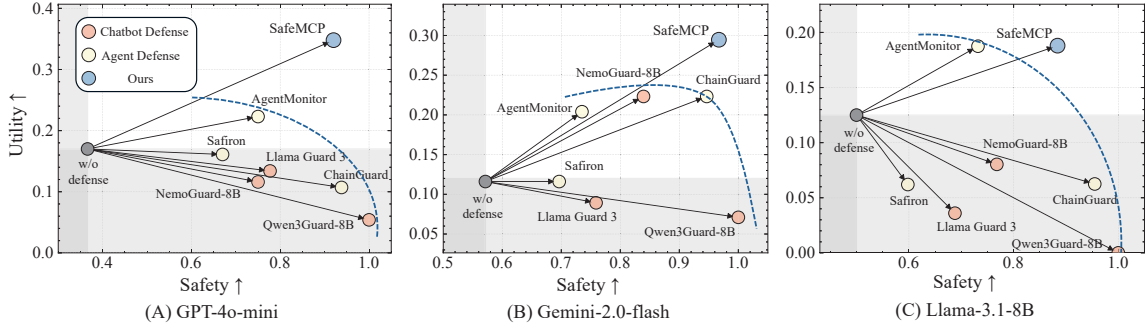 Utility ↑
0.4
0.3
0.2
0.1
0.0
Chatbot Defense
Agent Defense
Ours
SafeMCP
AgentMonitor
Safiron
Llama Guard 3
w/o
defense
NemoGuard-8B
ChainGuard
Qwen3Guard-8B
0.4 0.6 0.8 1.0
Safety ↑
(A) GPT-4o-mini
0.30
0.25
0.20
0.15
0.10
0.05
SafeMCP
NemoGuard-8B
ChainGuard
AgentMonitor
Safiron
w/o
defense
Llama Guard 3
Qwen3Guard-8B
0.5 0.6 0.7 0.8 0.9 1.0
Safety ↑
(B) Gemini-2.0-flash
0.20
0.15
0.10
0.05
0.00
SafeMCP
AgentMonitor
w/o
defense
NemoGuard-8B
Safiron
ChainGuard
Llama Guard 3
Qwen3Guard-8B
0.6 0.8 1.0
Safety ↑
(C) Llama-3.1-8B